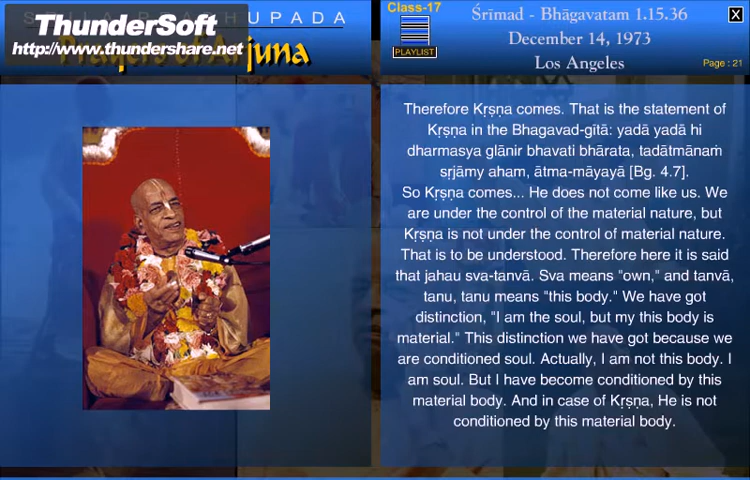 ThunderSoft
http://www.thundershare.net
PRABHUPADA
Prayers of Arjuna
Class-17
PLAYLIST
Śrīmad - Bhāgavatam 1.15.36
December 14, 1973
Los Angeles
X
Page : 21
Therefore Kṛṣṇa comes. That is the statement of
Kṛṣṇa in the Bhagavad-gītā: yadā yadā hi
dharmasya glānir bhavati bhārata, tadātmānaṁ
sṛjāmy aham, ātma-māyayā [Bg. 4.7].
So Kṛṣṇa comes... He does not come like us. We
are under the control of the material nature, but
Kṛṣṇa is not under the control of material nature.
That is to be understood. Therefore here it is said
that jahau sva-tanvā. Sva means "own," and tanvā,
tanu, tanu means "this body." We have got
distinction, "I am the soul, but my this body is
material." This distinction we have got because we
are conditioned soul. Actually, I am not this body. I
am soul. But I have become conditioned by this
material body. And in case of Kṛṣṇa, He is not
conditioned by this material body.